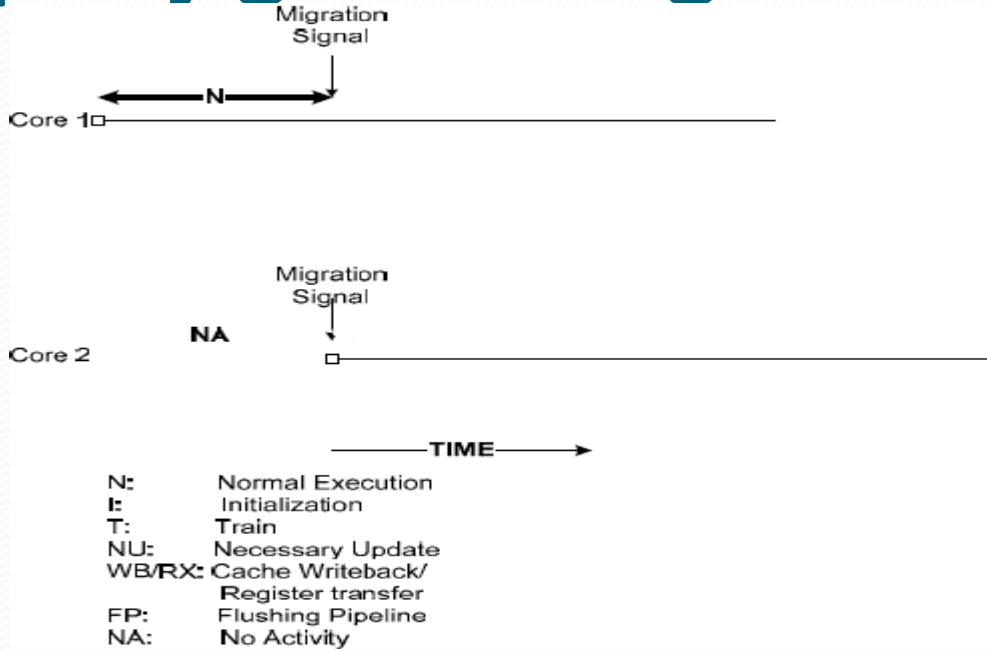 Migration
Signal
N
Core 1
Migration
Signal
NA
Core 2
TIME
N: Normal Execution
I: Initialization
T: Train
NU: Necessary Update
WB/RX: Cache Writeback/
Register transfer
FP: Flushing Pipeline
NA: No Activity